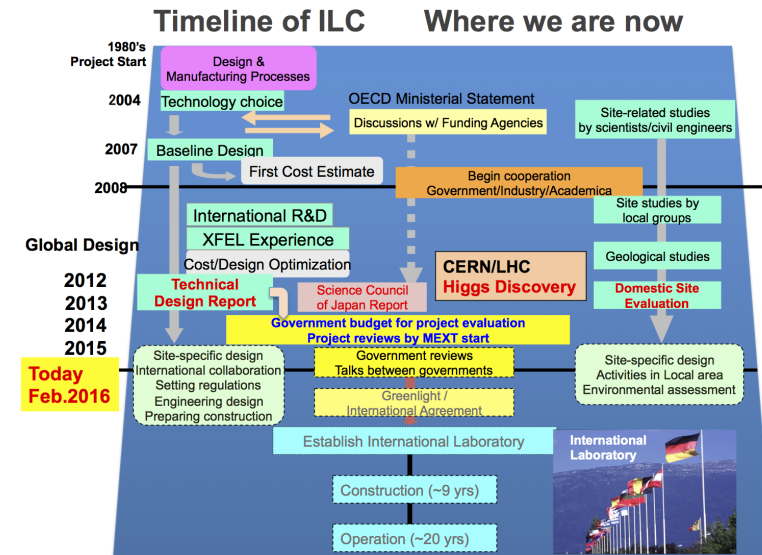 Timeline of ILC Where we are now
1980's
Project Start
Design &
Manufacturing Processes
2004
Technology choice
OECD Ministerial Statement
Discussions w/ Funding Agencies
Site-related studies
by scientists/civil engineers
2007
Baseline Design
First Cost Estimate
2008
Begin cooperation
Government/Industry/Academica
Site studies by
local groups
International R&D
XFEL Experience
Cost/Design Optimization
Global Design
Geological studies
CERN/LHC
Higgs Discovery
2012
2013
Technical
Design Report
Science Council
of Japan Report
Domestic Site
Evaluation
2014
Government budget for project evaluation
Project reviews by MEXT start
2015
Site-specific design
International collaboration
Setting regulations
Engineering design
Preparing construction
Government reviews
Talks between governments
Site-specific design
Activities in Local area
Environmental assessment
Today
Feb.2016
Greenlight /
International Agreement
Establish International Laboratory
International
Laboratory
Construction (~9 yrs)
Operation (~20 yrs)